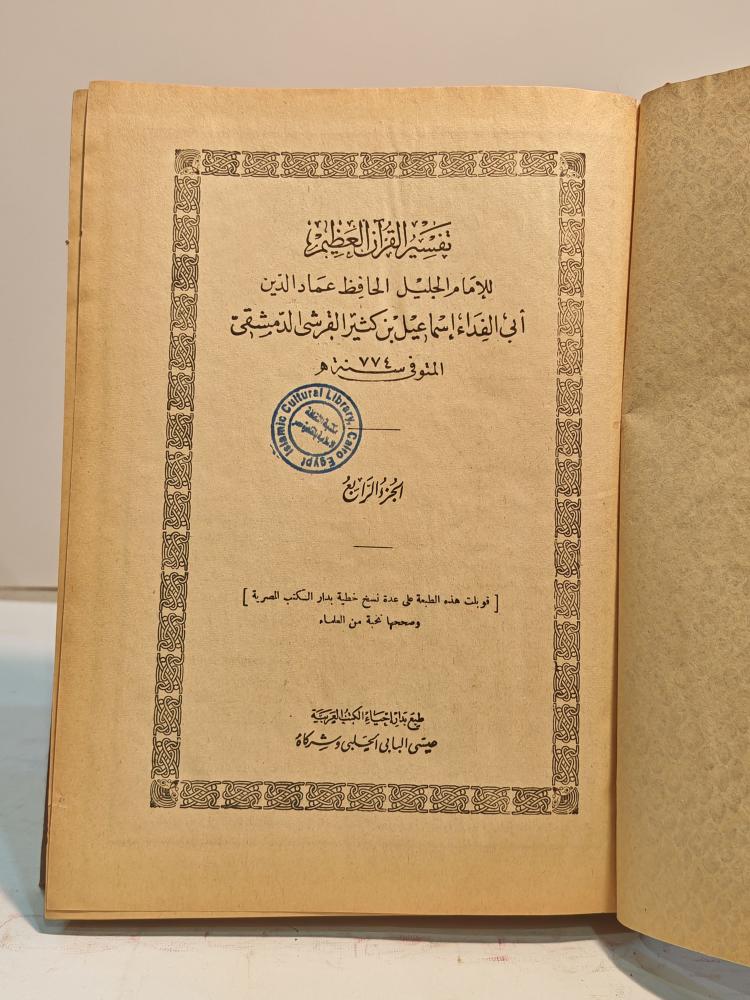 تفسير القرآن العظيم
للإمام الجليل الحافظ عماد الدين
أبي الفداء إسماعيل بن كثير القرشي الدمشقي
المتوفى سنة ٧٧٤ هـ
Islamic Cultural Library, Cairo Egypt
مكتبة الثقافة
الجزء الرابع
[ قوبلت هذه الطبعة على عدة نسخ خطية بدار الكتب المصرية ]
وصححها نخبة من العلماء
طبع بدار إحياء الكتب العربية
عيسى البابي الحلبي وشركاه